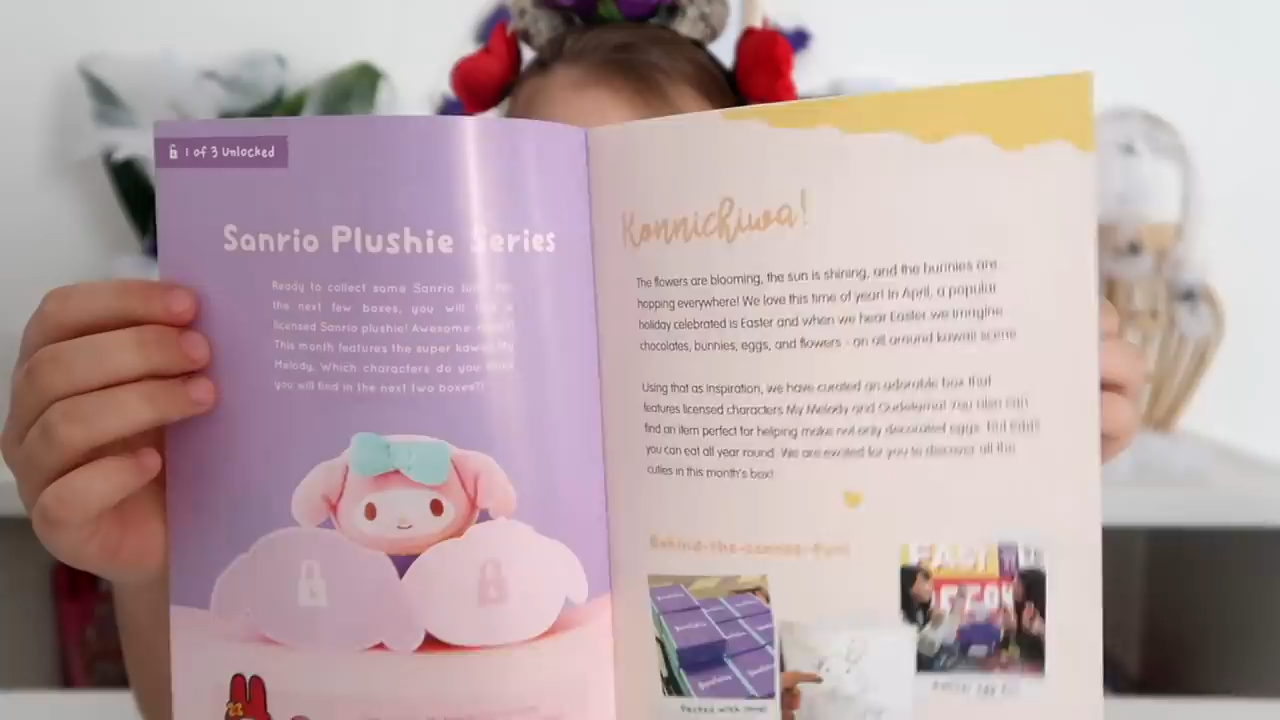 1 of 3 Unlocked
Sanrio Plushie Series
Ready to collect some Sanrio
the next few boxes, you will
licensed Sanrio plushie! Awesome
This month features the super kawaii My
Melody. Which characters do you
you will find in the next two boxes?!
Konnichiwa!
The flowers are blooming, the sun is shining, and the bunnies are
hopping everywhere! We love this time of year! In April, a popular
holiday celebrated is Easter and when we hear Easter we imagine
chocolates, bunnies, eggs, and flowers - an all around kawaii scene.
Using that as inspiration, we have curated an adorable box that
features licensed characters My Melody and Gudetama! You also can
find an item perfect for helping make not only decorated eggs, but eggs
you can eat all year round. We are excited for you to discover all the
cuties in this month's box!
Behind-the-scenes-fun!
Packed with love!